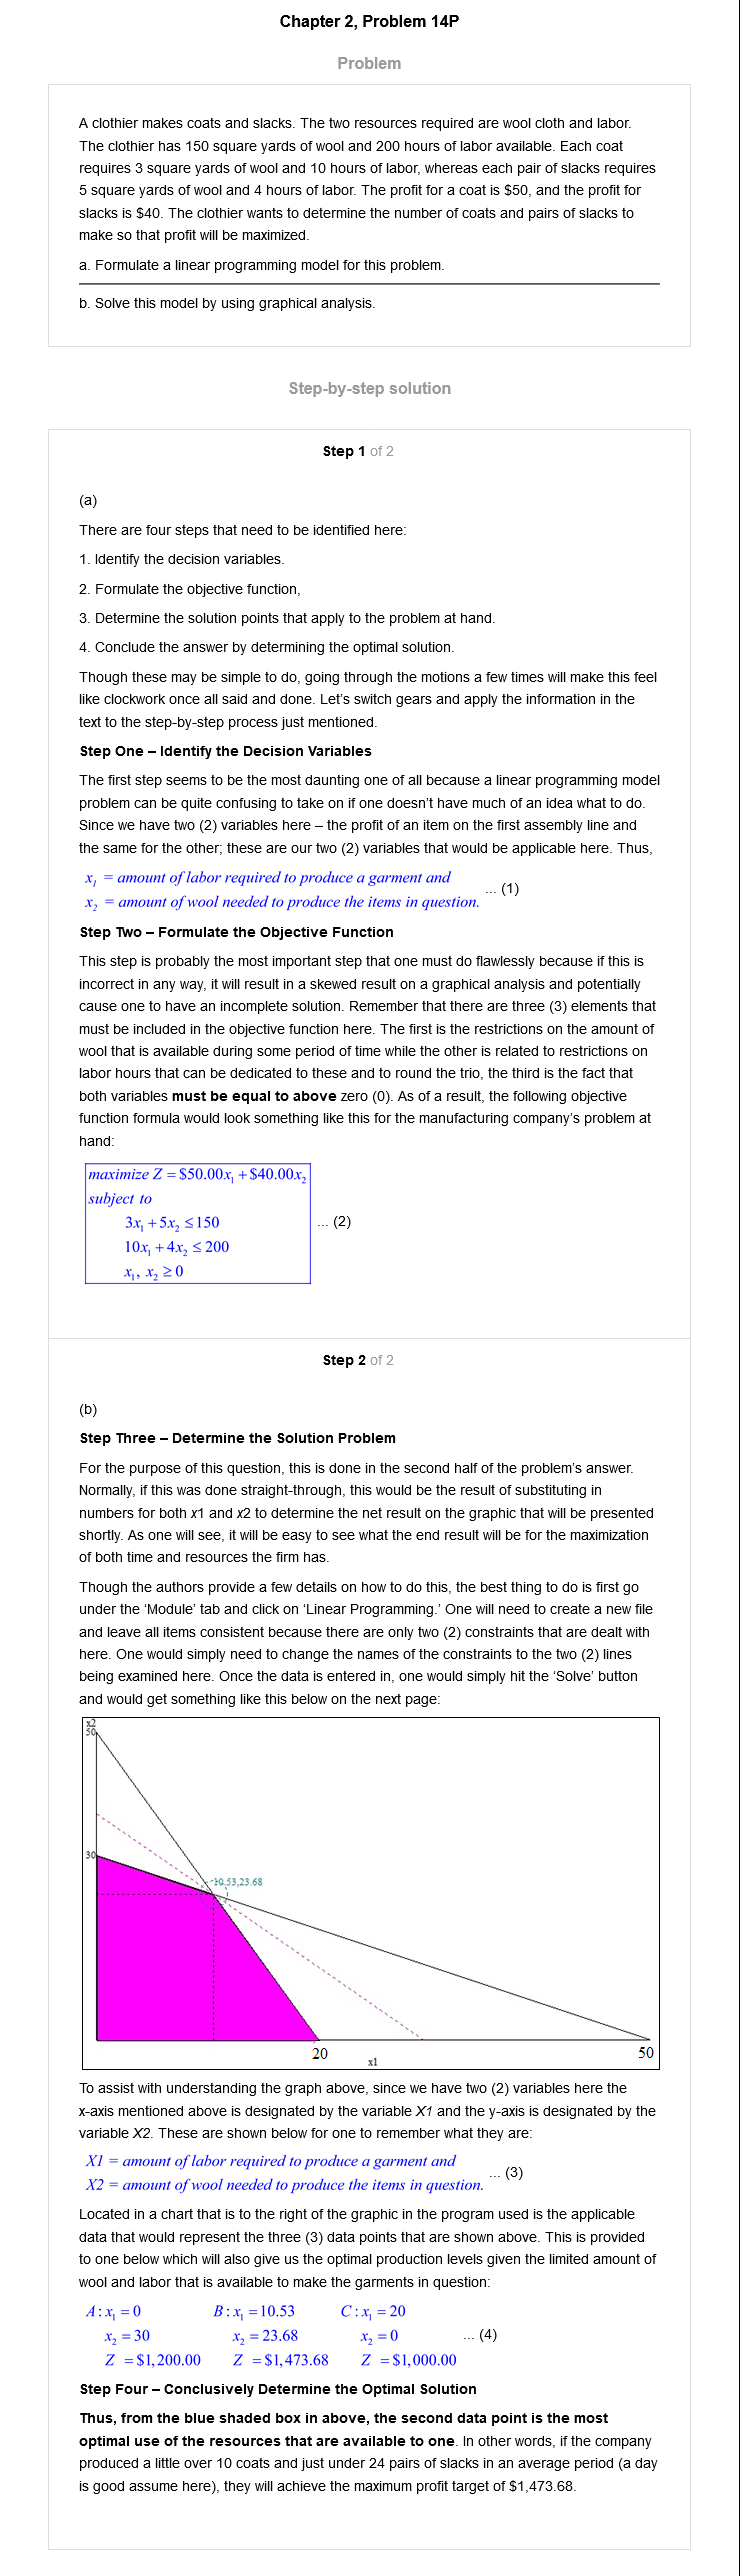 Chapter 2, Problem 14P
Problem
A clothier makes coats and slacks. The two resources required are wool cloth and labor.
The clothier has 150 square yards of wool and 200 hours of labor available. Each coat
requires 3 square yards of wool and 10 hours of labor, whereas each pair of slacks requires
5 square yards of wool and 4 hours of labor. The profit for a coat is $50, and the profit for
slacks is $40. The clothier wants to determine the number of coats and pairs of slacks to
make so that profit will be maximized.
a. Formulate a linear programming model for this problem.
b. Solve this model by using graphical analysis.
Step-by-step solution
Step 1 of 2
(a)
There are four steps that need to be identified here:
1. Identify the decision variables.
2. Formulate the objective function,
3. Determine the solution points that apply to the problem at hand.
4. Conclude the answer by determining the optimal solution.
Though these may be simple to do, going through the motions a few times will make this feel
like clockwork once all said and done. Let's switch gears and apply the information in the
text to the step-by-step process just mentioned.
Step One – Identify the Decision Variables
The first step seems to be the most daunting one of all because a linear programming model
problem can be quite confusing to take on if one doesn't have much of an idea what to do.
Since we have two (2) variables here – the profit of an item on the first assembly line and
the same for the other; these are our two (2) variables that would be applicable here. Thus,
x₁ = amount of labor required to produce a garment and
x₂ = amount of wool needed to produce the items in question. ... (1)
Step Two – Formulate the Objective Function
This step is probably the most important step that one must do flawlessly because if this is
incorrect in any way, it will result in a skewed result on a graphical analysis and potentially
cause one to have an incomplete solution. Remember that there are three (3) elements that
must be included in the objective function here. The first is the restrictions on the amount of
wool that is available during some period of time while the other is related to restrictions on
labor hours that can be dedicated to these and to round the trio, the third is the fact that
both variables must be equal to above zero (0). As of a result, the following objective
function formula would look something like this for the manufacturing company's problem at
hand:
maximize Z = $50.00x₁ + $40.00x₂
subject to
3x₁ + 5x₂ ≤ 150 ... (2)
10x₁ + 4x₂ ≤ 200
x₁, x₂ ≥ 0
Step 2 of 2
(b)
Step Three – Determine the Solution Problem
For the purpose of this question, this is done in the second half of the problem's answer.
Normally, if this was done straight-through, this would be the result of substituting in
numbers for both x1 and x2 to determine the net result on the graphic that will be presented
shortly. As one will see, it will be easy to see what the end result will be for the maximization
of both time and resources the firm has.
Though the authors provide a few details on how to do this, the best thing to do is first go
under the 'Module' tab and click on 'Linear Programming.' One will need to create a new file
and leave all items consistent because there are only two (2) constraints that are dealt with
here. One would simply need to change the names of the constraints to the two (2) lines
being examined here. Once the data is entered in, one would simply hit the 'Solve' button
and would get something like this below on the next page:
x2
50
30
10.53,23.68
20
50
x1
To assist with understanding the graph above, since we have two (2) variables here the
x-axis mentioned above is designated by the variable X1 and the y-axis is designated by the
variable X2. These are shown below for one to remember what they are:
X1 = amount of labor required to produce a garment and
X2 = amount of wool needed to produce the items in question. ... (3)
Located in a chart that is to the right of the graphic in the program used is the applicable
data that would represent the three (3) data points that are shown above. This is provided
to one below which will also give us the optimal production levels given the limited amount of
wool and labor that is available to make the garments in question:
A: x₁ = 0 B: x₁ = 10.53 C: x₁ = 20
x₂ = 30 x₂ = 23.68 x₂ = 0 ... (4)
Z = $1,200.00 Z = $1,473.68 Z = $1,000.00
Step Four – Conclusively Determine the Optimal Solution
Thus, from the blue shaded box in above, the second data point is the most
optimal use of the resources that are available to one. In other words, if the company
produced a little over 10 coats and just under 24 pairs of slacks in an average period (a day
is good assume here), they will achieve the maximum profit target of $1,473.68.